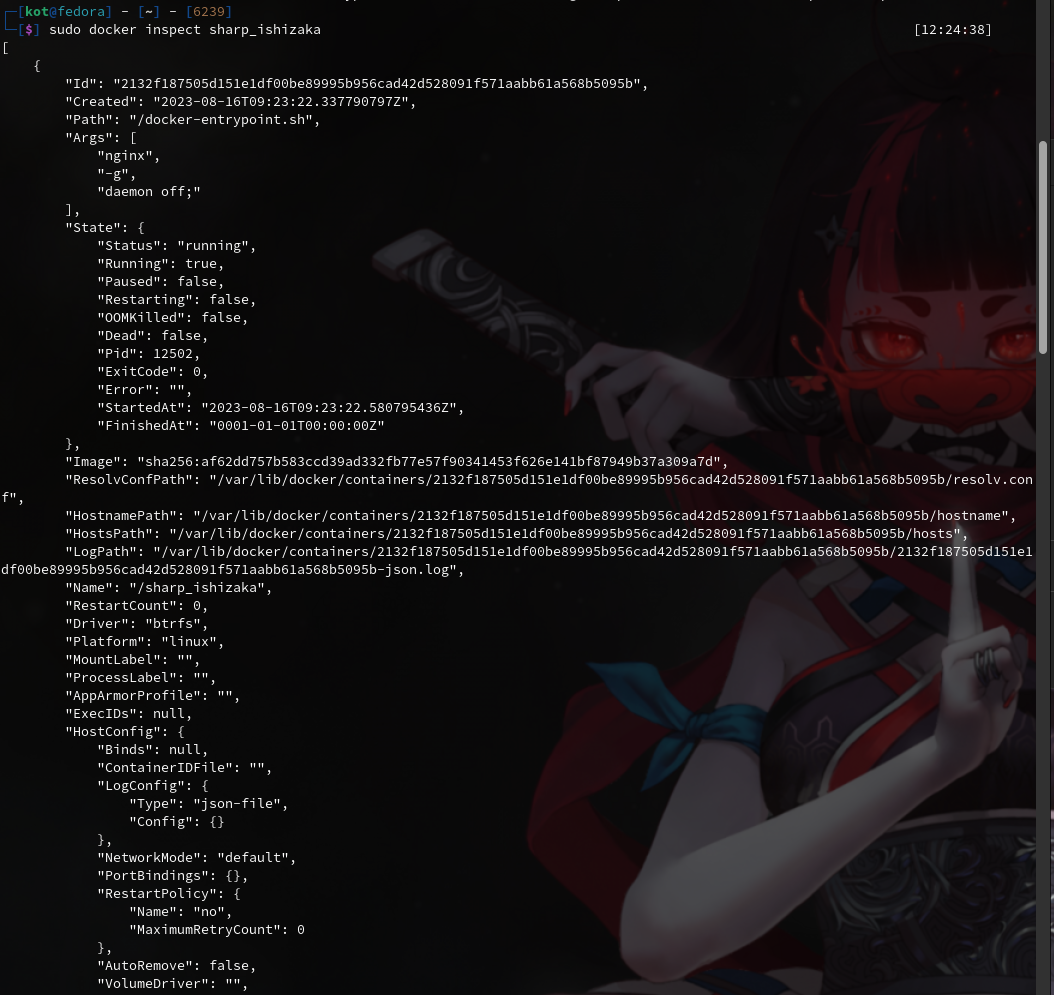 [kot@fedora] - [~] - [6239]
[$] sudo docker inspect sharp_ishizaka [12:24:38]
[
    {
        "Id": "2132f187505d151e1df00be89995b956cad42d528091f571aabb61a568b5095b",
        "Created": "2023-08-16T09:23:22.337790797Z",
        "Path": "/docker-entrypoint.sh",
        "Args": [
            "nginx",
            "-g",
            "daemon off;"
        ],
        "State": {
            "Status": "running",
            "Running": true,
            "Paused": false,
            "Restarting": false,
            "OOMKilled": false,
            "Dead": false,
            "Pid": 12502,
            "ExitCode": 0,
            "Error": "",
            "StartedAt": "2023-08-16T09:23:22.580795436Z",
            "FinishedAt": "0001-01-01T00:00:00Z"
        },
        "Image": "sha256:af62dd757b583ccd39ad332fb77e57f90341453f626e141bf87949b37a309a7d",
        "ResolvConfPath": "/var/lib/docker/containers/2132f187505d151e1df00be89995b956cad42d528091f571aabb61a568b5095b/resolv.con
f",
        "HostnamePath": "/var/lib/docker/containers/2132f187505d151e1df00be89995b956cad42d528091f571aabb61a568b5095b/hostname",
        "HostsPath": "/var/lib/docker/containers/2132f187505d151e1df00be89995b956cad42d528091f571aabb61a568b5095b/hosts",
        "LogPath": "/var/lib/docker/containers/2132f187505d151e1df00be89995b956cad42d528091f571aabb61a568b5095b/2132f187505d151e1
df00be89995b956cad42d528091f571aabb61a568b5095b-json.log",
        "Name": "/sharp_ishizaka",
        "RestartCount": 0,
        "Driver": "btrfs",
        "Platform": "linux",
        "MountLabel": "",
        "ProcessLabel": "",
        "AppArmorProfile": "",
        "ExecIDs": null,
        "HostConfig": {
            "Binds": null,
            "ContainerIDFile": "",
            "LogConfig": {
                "Type": "json-file",
                "Config": {}
            },
            "NetworkMode": "default",
            "PortBindings": {},
            "RestartPolicy": {
                "Name": "no",
                "MaximumRetryCount": 0
            },
            "AutoRemove": false,
            "VolumeDriver": "",